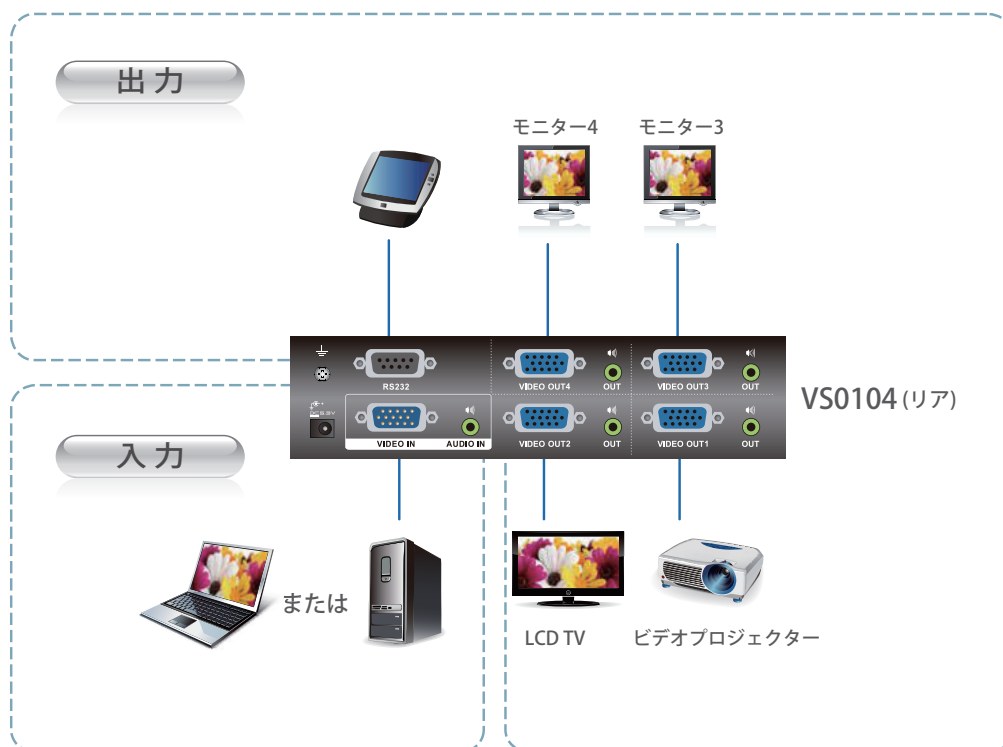 出力
モニター4
モニター3
RS232
VIDEO OUT4
OUT
VIDEO OUT3
OUT
VS0104 (リア)
VIDEO IN
AUDIO IN
VIDEO OUT2
OUT
VIDEO OUT1
OUT
入力
または
LCD TV
ビデオプロジェクター